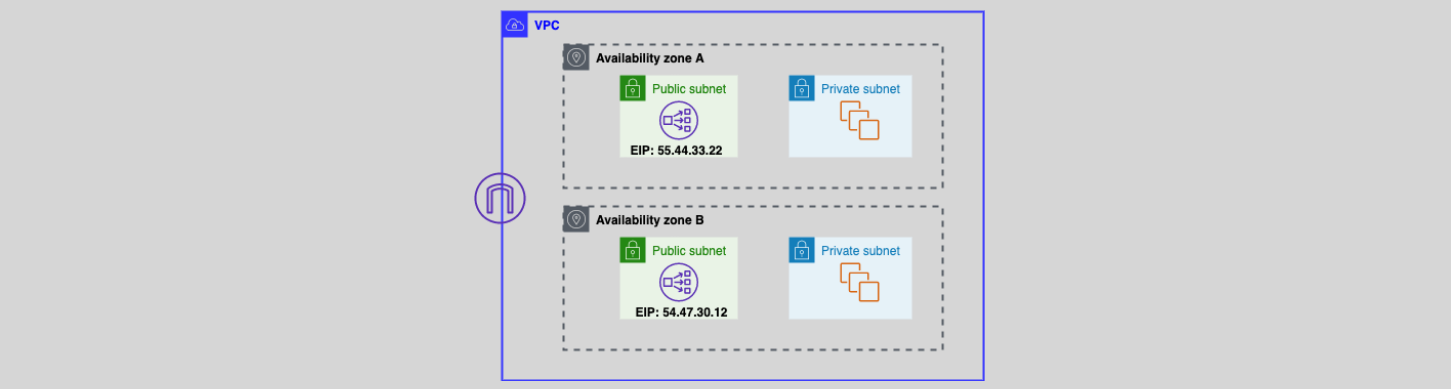 VPC
Availability zone A
Public subnet
Private subnet
EIP: 55.44.33.22
Availability zone B
Public subnet
Private subnet
EIP: 54.47.30.12